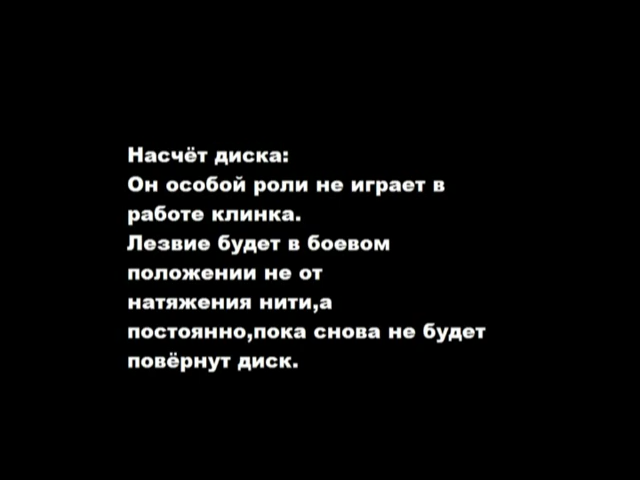 Насчёт диска:
Он особой роли не играет в
работе клинка.
Лезвие будет в боевом
положении не от
натяжения нити,а
постоянно,пока снова не будет
повёрнут диск.